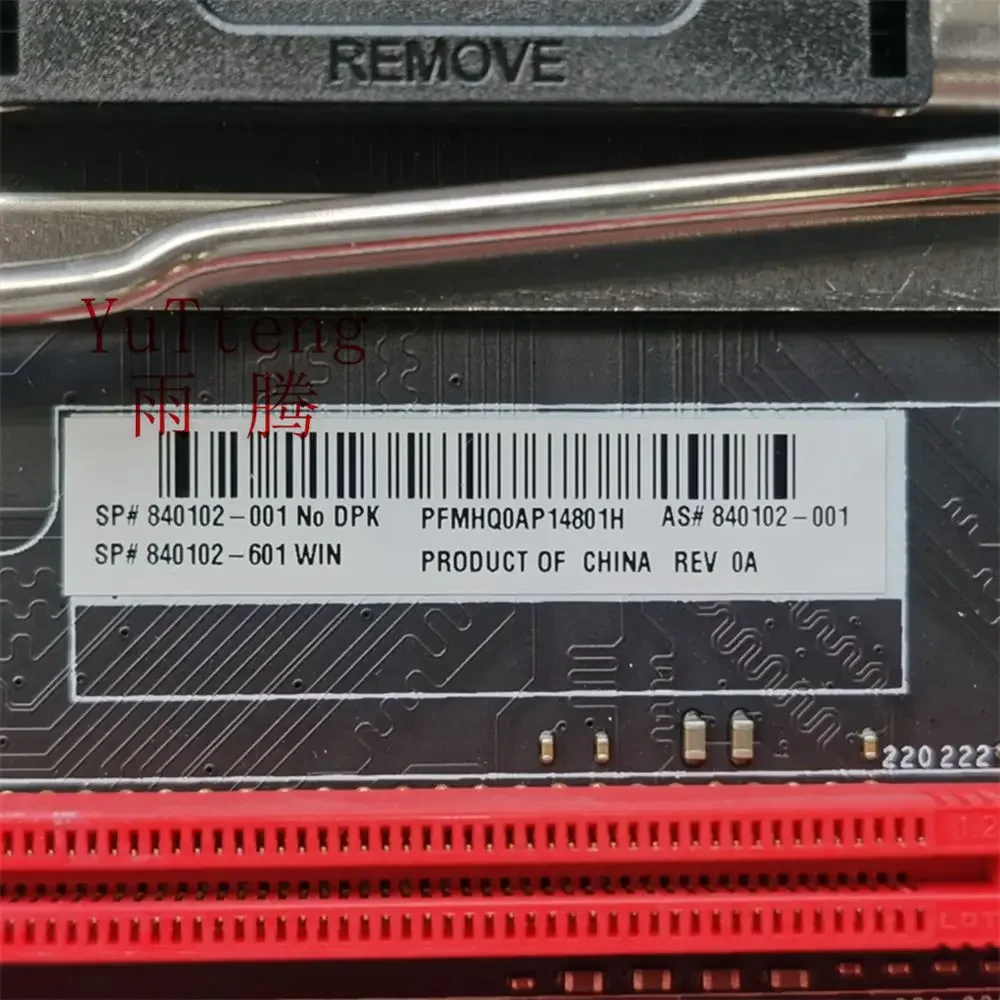 REMOVE
YuTteng
雨腾
SP# 840102-001 No DPK PFMHQ0AP14801H AS# 840102-001
SP# 840102-601 WIN PRODUCT OF CHINA REV 0A